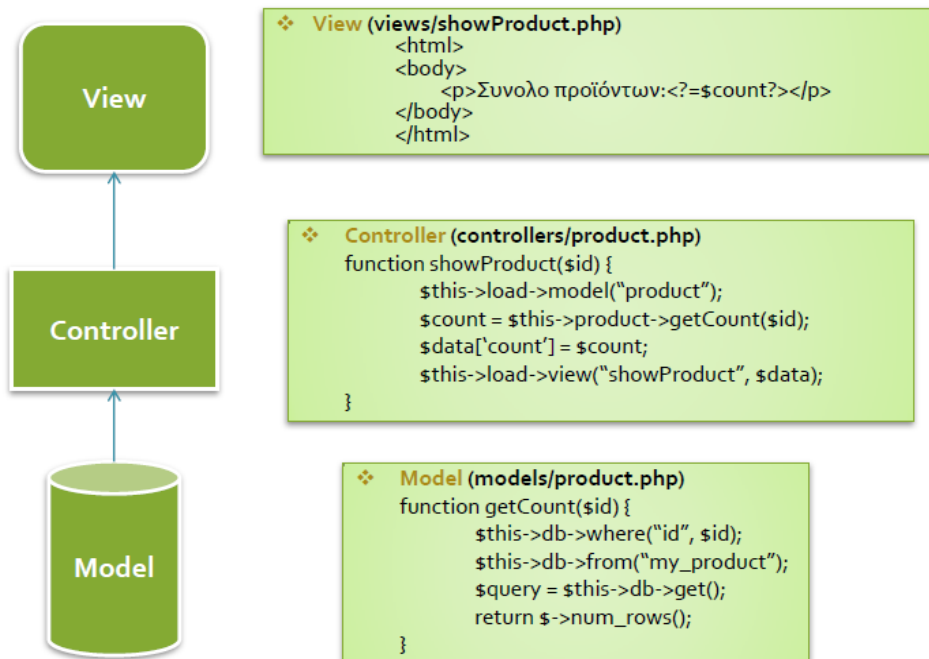 View
❖ View (views/showProduct.php)
<html>
<body>
<p>Συνολο προϊόντων:<?=$count?></p>
</body>
</html>
Controller
❖ Controller (controllers/product.php)
function showProduct($id) {
$this->load->model(“product”);
$count = $this->product->getCount($id);
$data[‘count’] = $count;
$this->load->view(“showProduct”, $data);
}
Model
❖ Model (models/product.php)
function getCount($id) {
$this->db->where(“id”, $id);
$this->db->from(“my_product”);
$query = $this->db->get();
return $->num_rows();
}